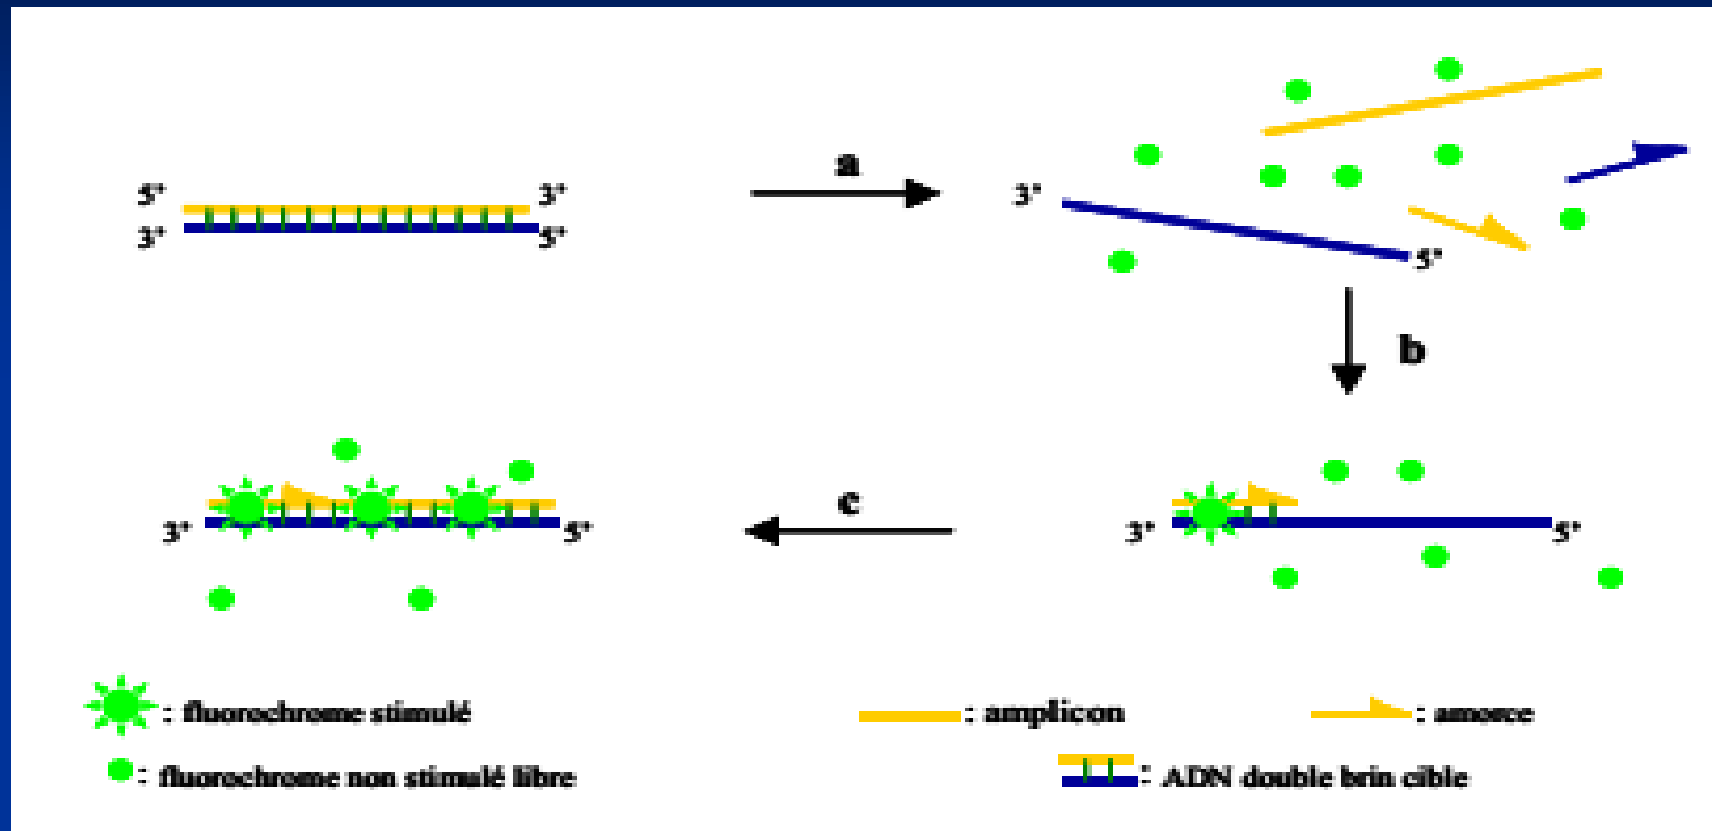 a
5' 3'
3' 5'
3'
5'
b
c
3' 5'
3' 5'
: fluorochrome stimulé
: amplicon
: amorce
: fluorochrome non stimulé libre
: ADN double brin cible